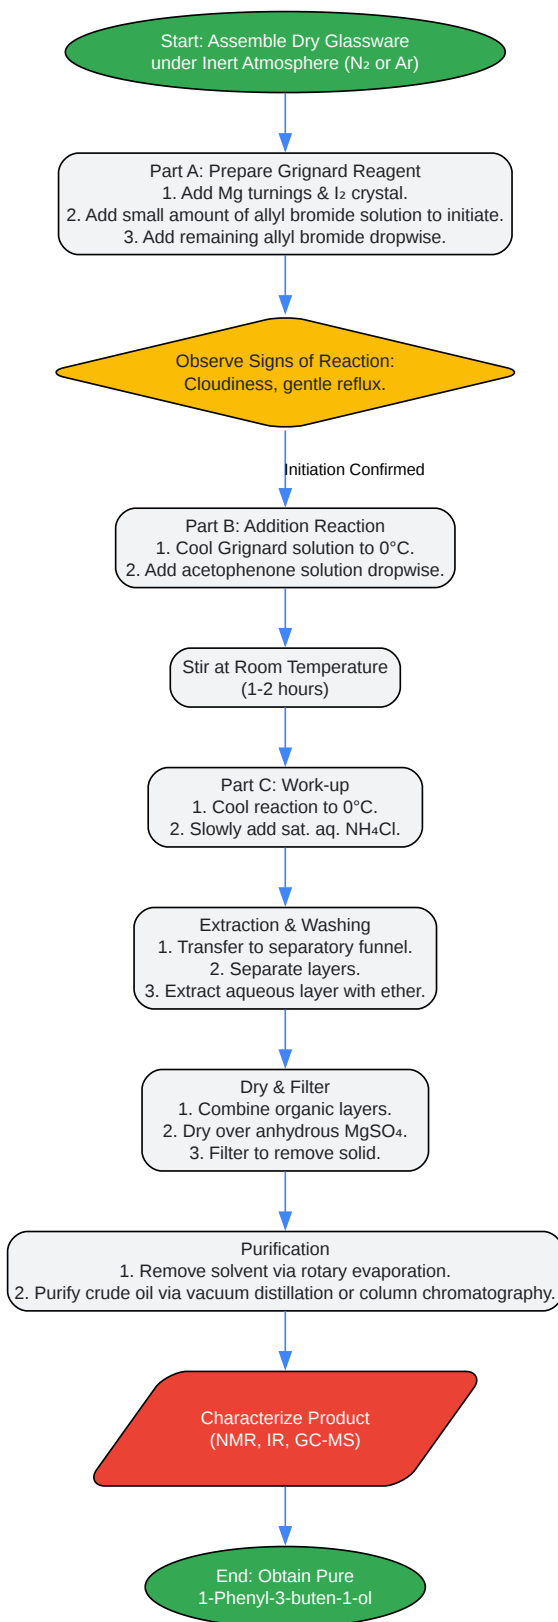 Start: Assemble Dry Glassware
under Inert Atmosphere (N₂ or Ar)
Part A: Prepare Grignard Reagent
1. Add Mg turnings & I₂ crystal.
2. Add small amount of allyl bromide solution to initiate.
3. Add remaining allyl bromide dropwise.
Observe Signs of Reaction:
Cloudiness, gentle reflux.
Initiation Confirmed
Part B: Addition Reaction
1. Cool Grignard solution to 0°C.
2. Add acetophenone solution dropwise.
Stir at Room Temperature
(1-2 hours)
Part C: Work-up
1. Cool reaction to 0°C.
2. Slowly add sat. aq. NH₄Cl.
Extraction & Washing
1. Transfer to separatory funnel.
2. Separate layers.
3. Extract aqueous layer with ether.
Dry & Filter
1. Combine organic layers.
2. Dry over anhydrous MgSO₄.
3. Filter to remove solid.
Purification
1. Remove solvent via rotary evaporation.
2. Purify crude oil via vacuum distillation or column chromatography.
Characterize Product
(NMR, IR, GC-MS)
End: Obtain Pure
1-Phenyl-3-buten-1-ol